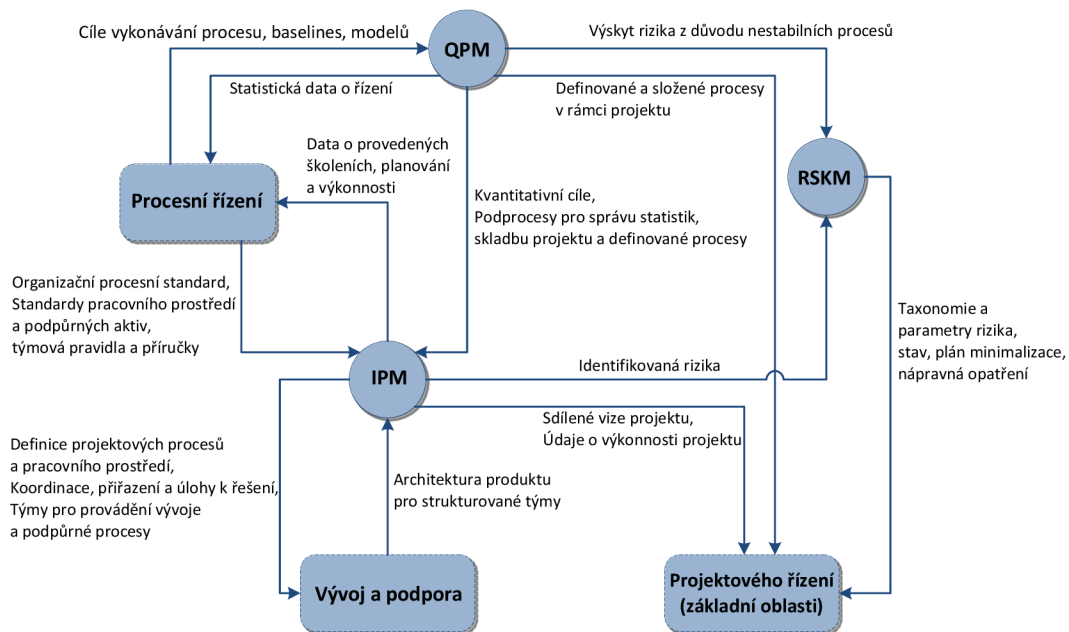 Cíle vykonávání procesu, baselines, modelů
QPM
Výskyt rizika z důvodu nestabilních procesů
Statistická data o řízení
Definované a složené procesy
v rámci projektu
Data o provedených
školeních, planování
a výkonnosti
RSKM
Procesní řízení
Kvantitativní cíle,
Podprocesy pro správu statistik,
skladbu projektu a definované procesy
Organizační procesní standard,
Standardy pracovního prostředí
a podpůrných aktiv,
týmová pravidla a příručky
Taxonomie a
parametry rizika,
stav, plán minimalizace,
nápravná opatření
IPM
Identifikovaná rizika
Sdílené vize projektu,
Údaje o výkonnosti projektu
Definice projektových procesů
a pracovního prostředí,
Koordinace, přiřazení a úlohy k řešení,
Týmy pro provádění vývoje
a podpůrné procesy
Architektura produktu
pro strukturované týmy
Vývoj a podpora
Projektového řízení
(základní oblasti)